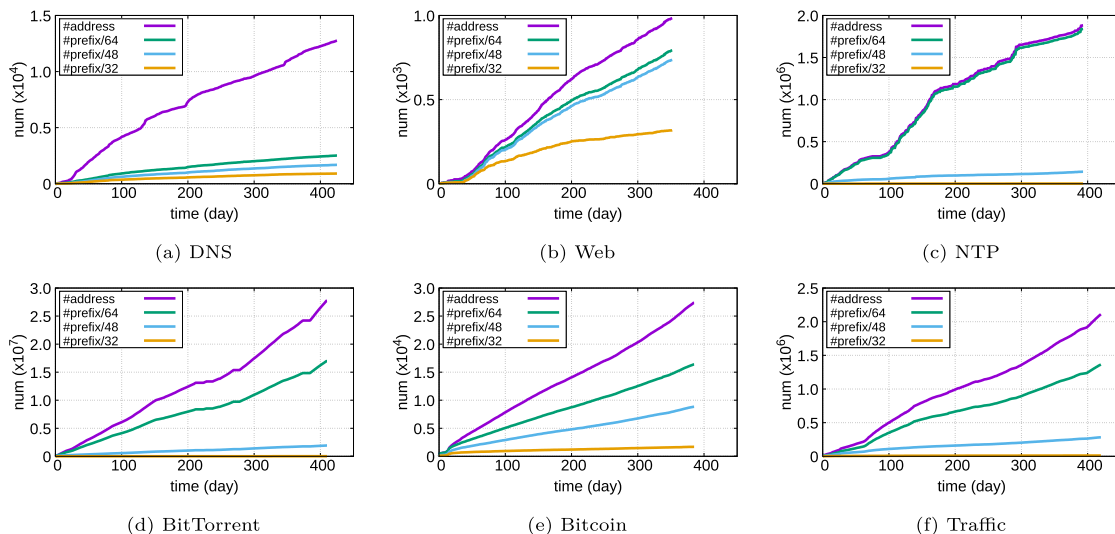 1.5
1.0
0.5
0
num (x10⁴)
#address
#prefix/64
#prefix/48
#prefix/32
0 100 200 300 400
time (day)
(a) DNS
1.0
0.5
0
num (x10³)
#address
#prefix/64
#prefix/48
#prefix/32
0 100 200 300 400
time (day)
(b) Web
2.0
1.5
1.0
0.5
0
num (x10⁶)
#address
#prefix/64
#prefix/48
#prefix/32
0 100 200 300 400
time (day)
(c) NTP
3.0
2.5
2.0
1.5
1.0
0.5
0
num (x10⁷)
#address
#prefix/64
#prefix/48
#prefix/32
0 100 200 300 400
time (day)
(d) BitTorrent
3.0
2.5
2.0
1.5
1.0
0.5
0
num (x10⁴)
#address
#prefix/64
#prefix/48
#prefix/32
0 100 200 300 400
time (day)
(e) Bitcoin
2.5
2.0
1.5
1.0
0.5
0
num (x10⁶)
#address
#prefix/64
#prefix/48
#prefix/32
0 100 200 300 400
time (day)
(f) Traffic